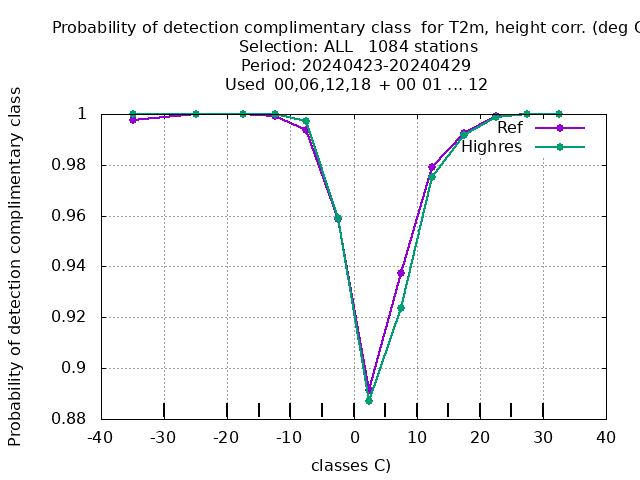 Probability of detection complimentary class  for T2m, height corr. (deg C
Selection: ALL   1084 stations
Period: 20240423-20240429
Used  00,06,12,18  + 00 01 ... 12
Probability of detection complimentary class
1
0.98
0.96
0.94
0.92
0.9
0.88
Ref
Highres
-40 -30 -20 -10 0 10 20 30 40
classes C)